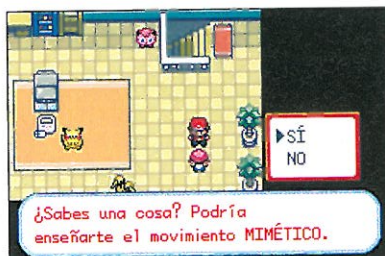 SÍ
NO
¿Sabes una cosa? Podría
enseñarte el movimiento MIMÉTICO.